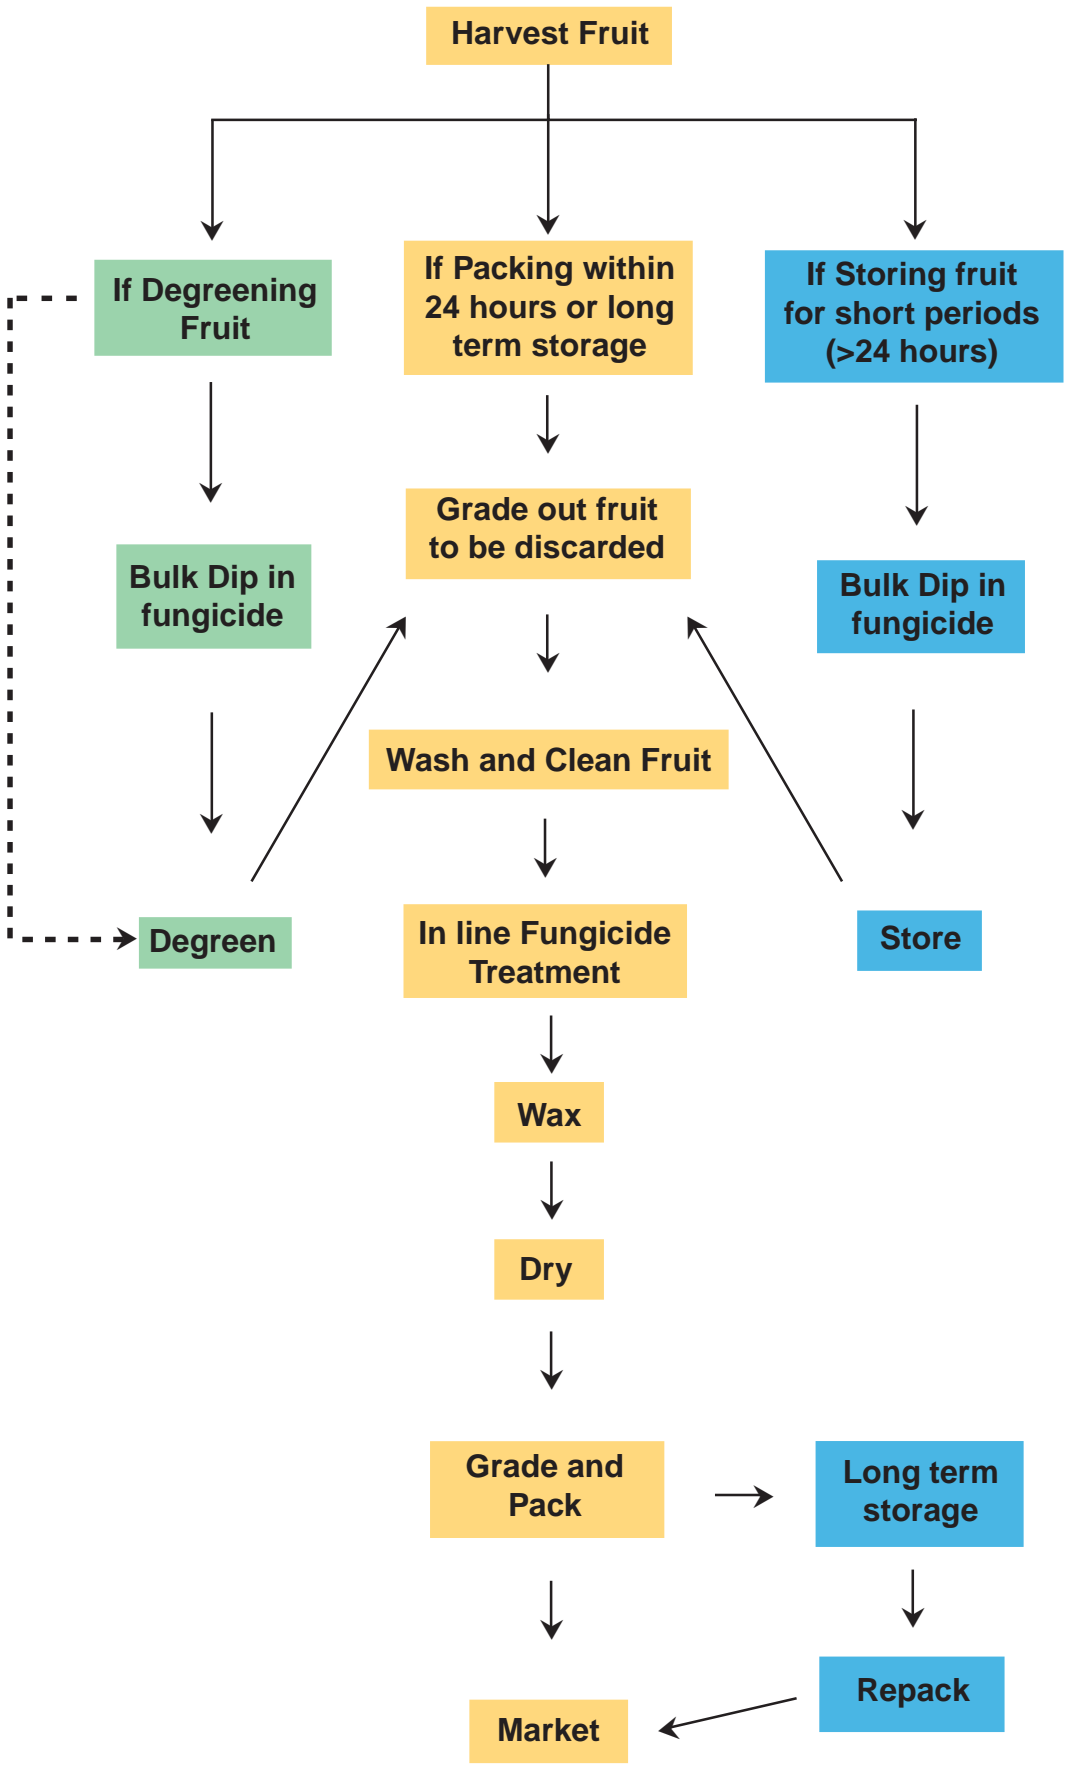 Harvest Fruit
If Degreening
Fruit
If Packing within
24 hours or long
term storage
If Storing fruit
for short periods
(>24 hours)
Grade out fruit
to be discarded
Bulk Dip in
fungicide
Bulk Dip in
fungicide
Wash and Clean Fruit
Degreen
In line Fungicide
Treatment
Store
Wax
Dry
Grade and
Pack
Long term
storage
Repack
Market